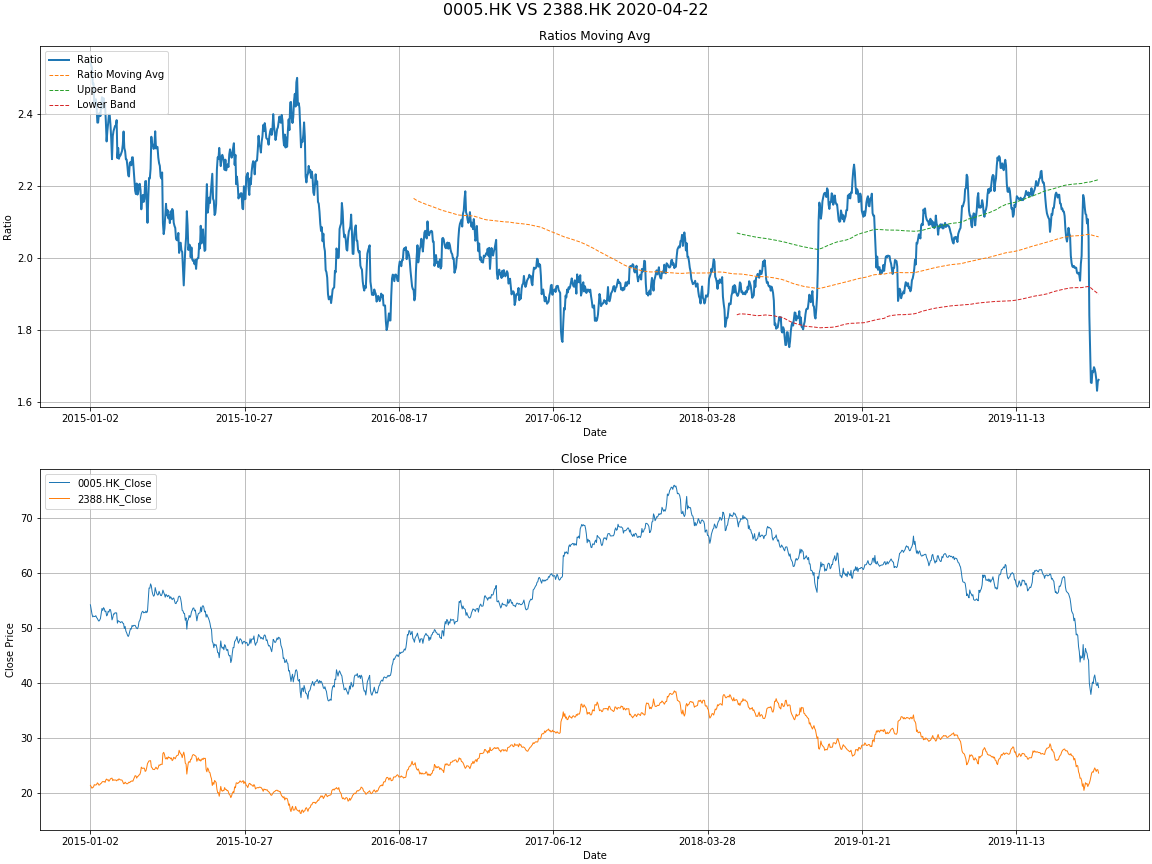 0005.HK VS 2388.HK 2020-04-22
Ratios Moving Avg
Ratio
Ratio Moving Avg
Upper Band
Lower Band
2.4
2.2
2.0
1.8
1.6
Ratio
2015-01-02 2015-10-27 2016-08-17 2017-06-12 2018-03-28 2019-01-21 2019-11-13
Date
Close Price
0005.HK_Close
2388.HK_Close
70
60
50
40
30
20
Close Price
2015-01-02 2015-10-27 2016-08-17 2017-06-12 2018-03-28 2019-01-21 2019-11-13
Date